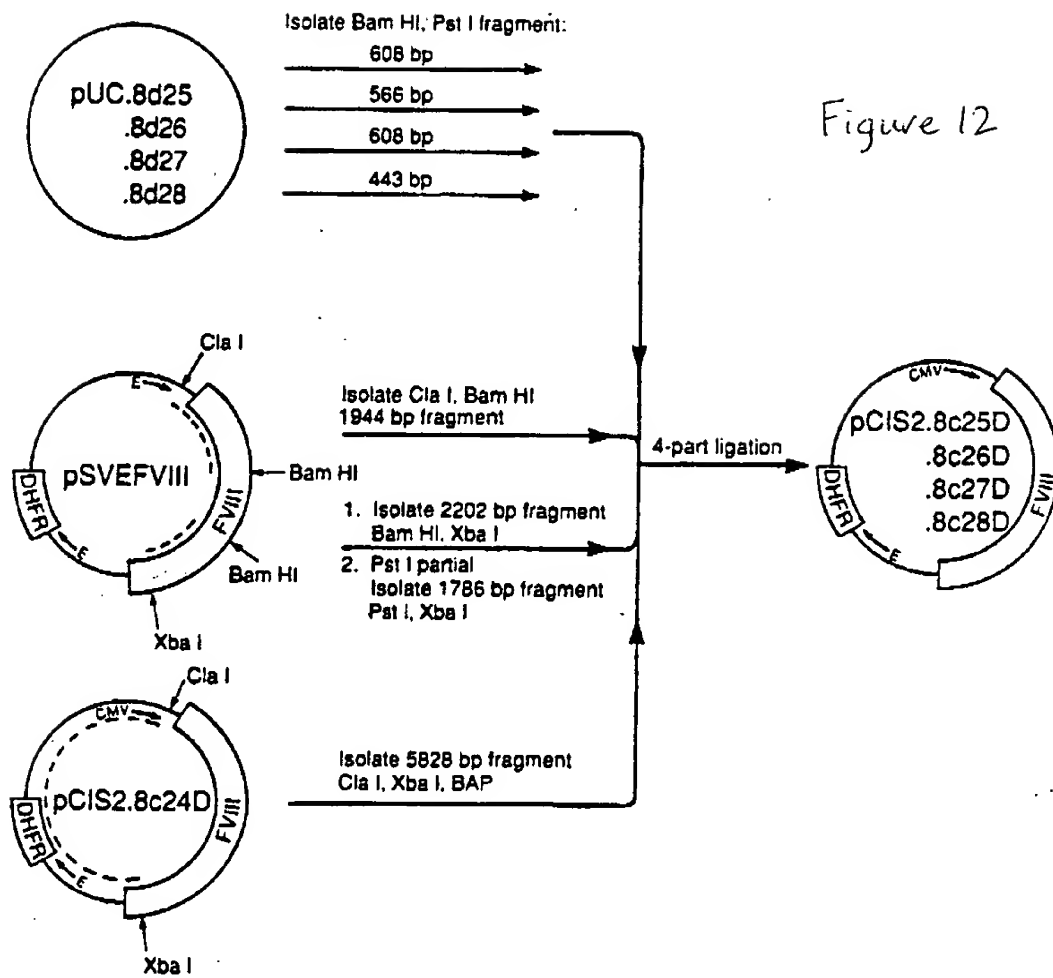 Isolate Bam HI, Pst I fragment:
608 bp
566 bp
608 bp
443 bp
pUC.8d25
.8d26
.8d27
.8d28
Figure 12
Cla I
E
pSVEFVIII
DHFR
E
FVIII
Bam HI
Bam HI
Xba I
Isolate Cla I, Bam HI
1944 bp fragment
1. Isolate 2202 bp fragment
Bam HI, Xba I
2. Pst I partial
Isolate 1786 bp fragment
Pst I, Xba I
4-part ligation
CMV
pCIS2.8c25D
.8c26D
.8c27D
.8c28D
DHFR
E
FVIII
Cla I
CMV
pCIS2.8c24D
DHFR
E
FVIII
Xba I
Isolate 5828 bp fragment
Cla I, Xba I, BAP